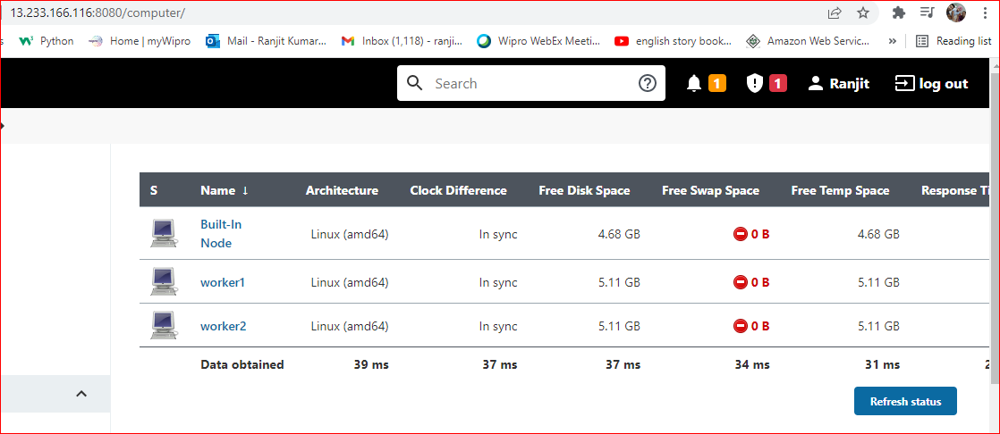 13.233.166.116:8080/computer/
s Python Home | myWipro Mail - Ranjit Kumar... Inbox (1,118) - ranji... Wipro WebEx Meeti... english story book... Amazon Web Servic... » Reading list
Search 1 1 Ranjit log out
S Name ↓ Architecture Clock Difference Free Disk Space Free Swap Space Free Temp Space Response Ti
Built-In Node Linux (amd64) In sync 4.68 GB 0 B 4.68 GB
worker1 Linux (amd64) In sync 5.11 GB 0 B 5.11 GB
worker2 Linux (amd64) In sync 5.11 GB 0 B 5.11 GB
Data obtained 39 ms 37 ms 37 ms 34 ms 31 ms 2
Refresh status